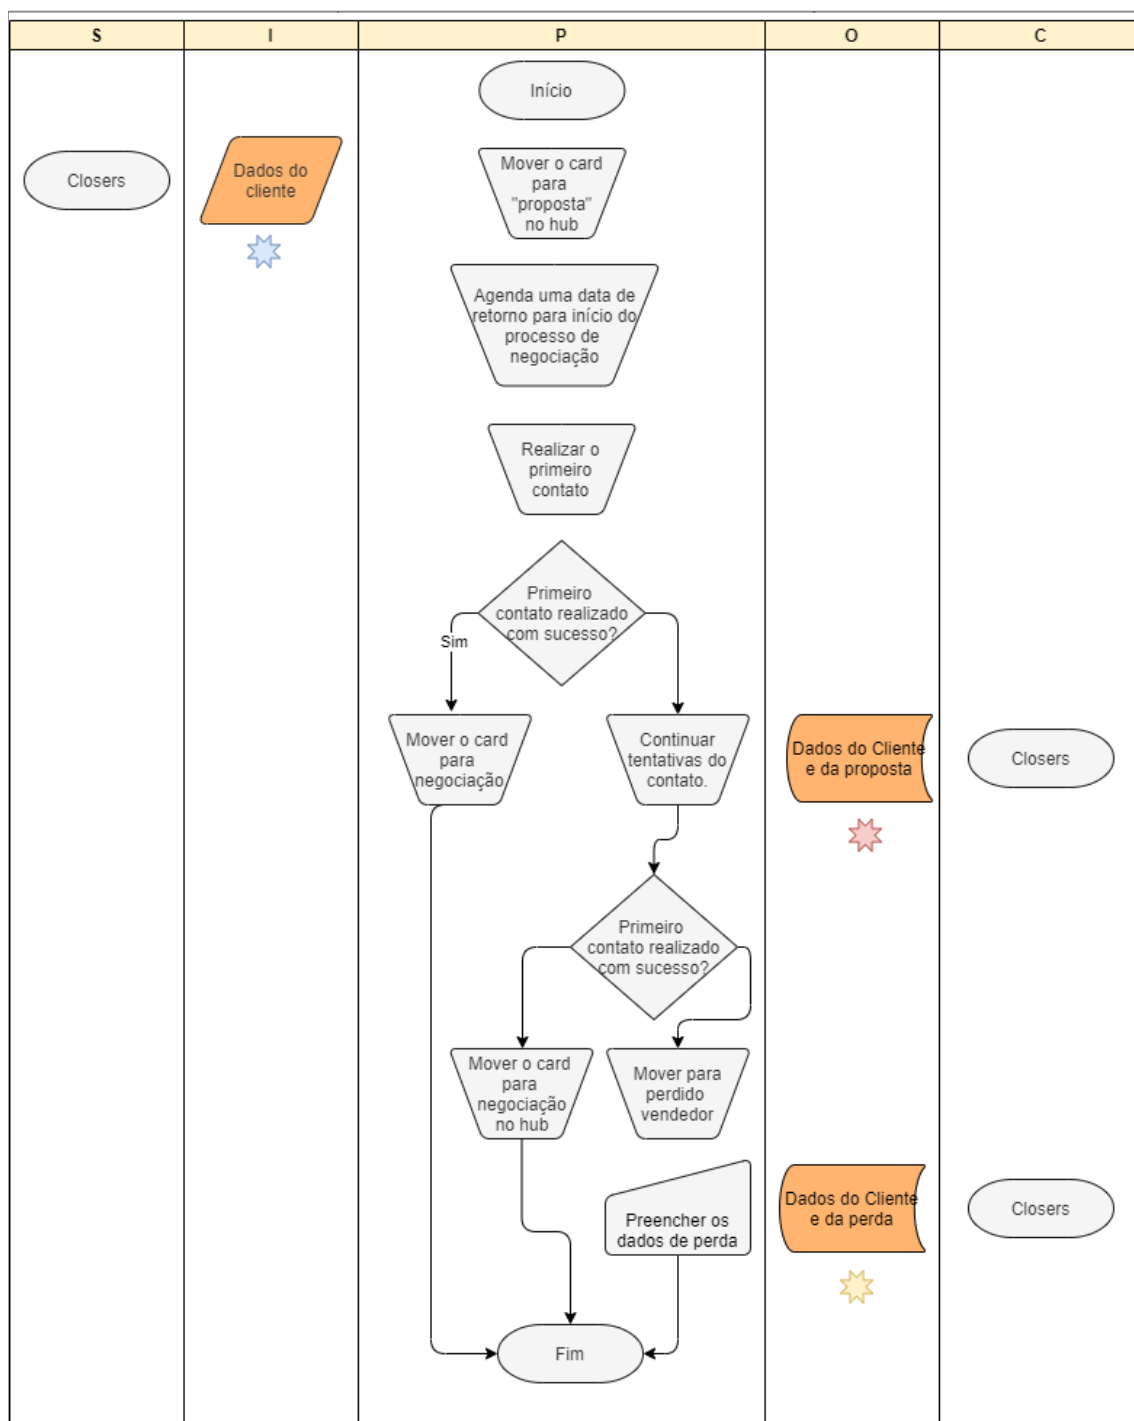 S
I
P
O
C
Início
Closers
Dados do
cliente
Mover o card
para
"proposta"
no hub
Agenda uma data de
retorno para início do
processo de
negociação
Realizar o
primeiro
contato
Primeiro
contato realizado
com sucesso?
Sim
Mover o card
para
negociação
Continuar
tentativas do
contato.
Dados do Cliente
e da proposta
Closers
Primeiro
contato realizado
com sucesso?
Mover o card
para
negociação
no hub
Mover para
perdido
vendedor
Preencher os
dados de perda
Dados do Cliente
e da perda
Closers
Fim